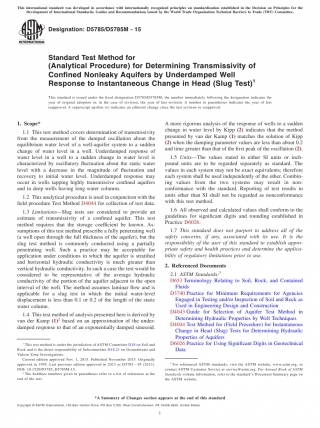 This international standard was developed in accordance with internationally recognized principles on standardization established in the Decision on Principles for the
Development of International Standards, Guides and Recommendations issued by the World Trade Organization Technical Barriers to Trade (TBT) Committee.
Designation: D5785/D5785M − 15
Standard Test Method for
(Analytical Procedure) for Determining Transmissivity of
Confined Nonleaky Aquifers by Underdamped Well
Response to Instantaneous Change in Head (Slug Test)1
This standard is issued under the fixed designation D5785/D5785M; the number immediately following the designation indicates the
year of original adoption or, in the case of revision, the year of last revision. A number in parentheses indicates the year of last
reapproval. A superscript epsilon (ε) indicates an editorial change since the last revision or reapproval.
1. Scope*
1.1 This test method covers determination of transmissivity
from the measurement of the damped oscillation about the
equilibrium water level of a well-aquifer system to a sudden
change of water level in a well. Underdamped response of
water level in a well to a sudden change in water level is
characterized by oscillatory fluctuation about the static water
level with a decrease in the magnitude of fluctuation and
recovery to initial water level. Underdamped response may
occur in wells tapping highly transmissive confined aquifers
and in deep wells having long water columns.
1.2 This analytical procedure is used in conjunction with the
field procedure Test Method D4044 for collection of test data.
1.3 Limitations—Slug tests are considered to provide an
estimate of transmissivity of a confined aquifer. This test
method requires that the storage coefficient be known. As-
sumptions of this test method prescribe a fully penetrating well
(a well open through the full thickness of the aquifer), but the
slug test method is commonly conducted using a partially
penetrating well. Such a practice may be acceptable for
application under conditions in which the aquifer is stratified
and horizontal hydraulic conductivity is much greater than
vertical hydraulic conductivity. In such a case the test would be
considered to be representative of the average hydraulic
conductivity of the portion of the aquifer adjacent to the open
interval of the well. The method assumes laminar flow and is
applicable for a slug test in which the initial water-level
displacement is less than 0.1 or 0.2 of the length of the static
water column.
1.4 This test method of analysis presented here is derived by
van der Kamp (1)2 based on an approximation of the under-
damped response to that of an exponentially damped sinusoid.
A more rigorous analysis of the response of wells to a sudden
change in water level by Kipp (2) indicates that the method
presented by van der Kamp (1) matches the solution of Kipp
(2) when the damping parameter values are less than about 0.2
and time greater than that of the first peak of the oscillation (2).
1.5 Units—The values stated in either SI units or inch-
pound units are to be regarded separately as standard. The
values in each system may not be exact equivalents; therefore
each system shall be used independently of the other. Combin-
ing values from the two systems may result in non-
conformance with the standard. Reporting of test results in
units other than SI shall not be regarded as nonconformance
with this test method.
1.6 All observed and calculated values shall conform to the
guidelines for significant digits and rounding established in
Practice D6026.
1.7 This standard does not purport to address all of the
safety concerns, if any, associated with its use. It is the
responsibility of the user of this standard to establish appro-
priate safety and health practices and determine the applica-
bility of regulatory limitations prior to use.
2. Referenced Documents
2.1 ASTM Standards:3
D653 Terminology Relating to Soil, Rock, and Contained
Fluids
D3740 Practice for Minimum Requirements for Agencies
Engaged in Testing and/or Inspection of Soil and Rock as
Used in Engineering Design and Construction
D4043 Guide for Selection of Aquifer Test Method in
Determining Hydraulic Properties by Well Techniques
D4044 Test Method for (Field Procedure) for Instantaneous
Change in Head (Slug) Tests for Determining Hydraulic
Properties of Aquifers
D6026 Practice for Using Significant Digits in Geotechnical
Data
1 This test method is under the jurisdiction of ASTM Committee D18 on Soil and
Rock and is the direct responsibility of Subcommittee D18.21 on Groundwater and
Vadose Zone Investigations.
Current edition approved Nov. 1, 2015. Published November 2015. Originally
approved in 1995. Last previous edition approved in
DOI:
2 The boldface numbers given in parentheses refer to a list of references at the
end of the text.
3 For referenced ASTM standards, visit the ASTM website, www.astm.org, or
contact ASTM Customer Service at service@astm.org. For Annual Book of ASTM
Standards volume information, refer to the standard's Document Summary page on
the ASTM website.
*A Summary of Changes section appears at the end of this standard
Copyright © ASTM International, 100 Barr Harbor Drive, PO Box C700, West Conshohocken, PA 19428-2959. United States
1